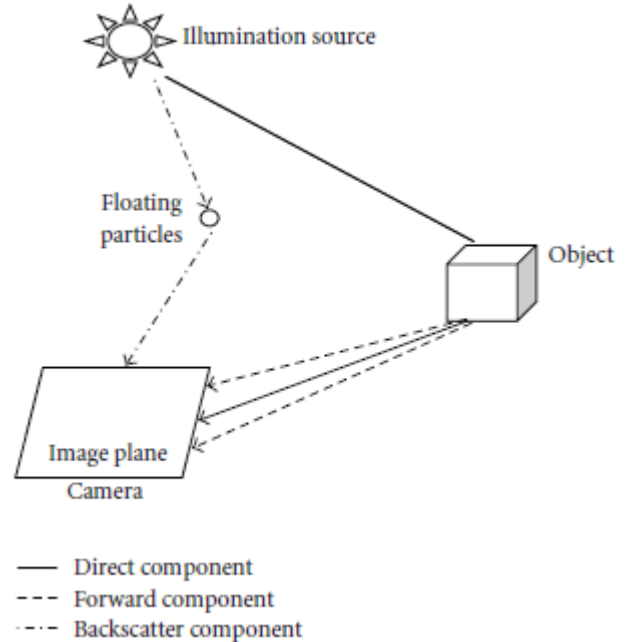 Illumination source
Floating
particles
Object
Image plane
Camera
Direct component
Forward component
Backscatter component